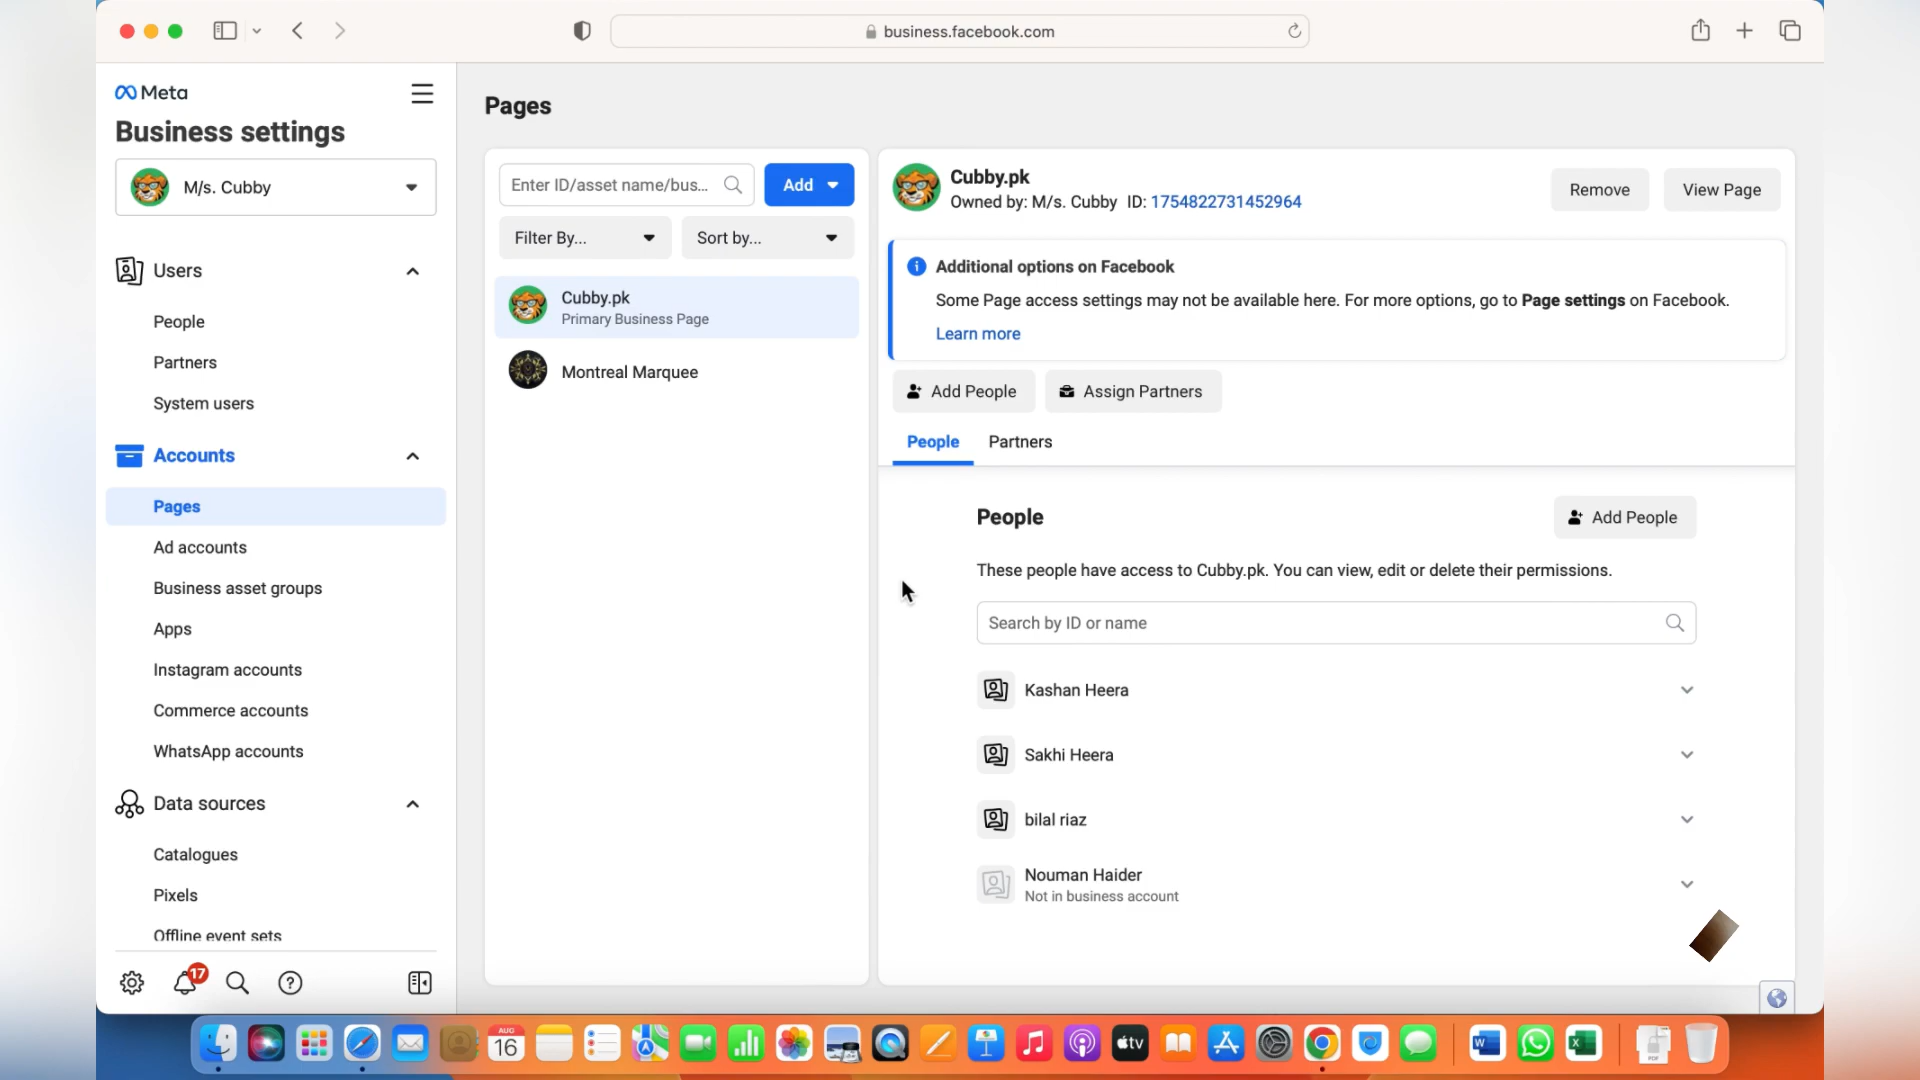 business.facebook.com
Meta
Business settings
M/s. Cubby
Users
People
Partners
System users
Accounts
Pages
Ad accounts
Business asset groups
Apps
Instagram accounts
Commerce accounts
WhatsApp accounts
Data sources
Catalogues
Pixels
Offline event sets
17
Pages
Enter ID/asset name/bus...
Add
Filter By...
Sort by...
Cubby.pk
Primary Business Page
Montreal Marquee
Cubby.pk
Owned by: M/s. Cubby ID: 1754822731452964
Remove
View Page
Additional options on Facebook
Some Page access settings may not be available here. For more options, go to Page settings on Facebook.
Learn more
Add People
Assign Partners
People
Partners
People
Add People
These people have access to Cubby.pk. You can view, edit or delete their permissions.
Search by ID or name
Kashan Heera
Sakhi Heera
bilal riaz
Nouman Haider
Not in business account
AUG
16
tv
W
X
PDF